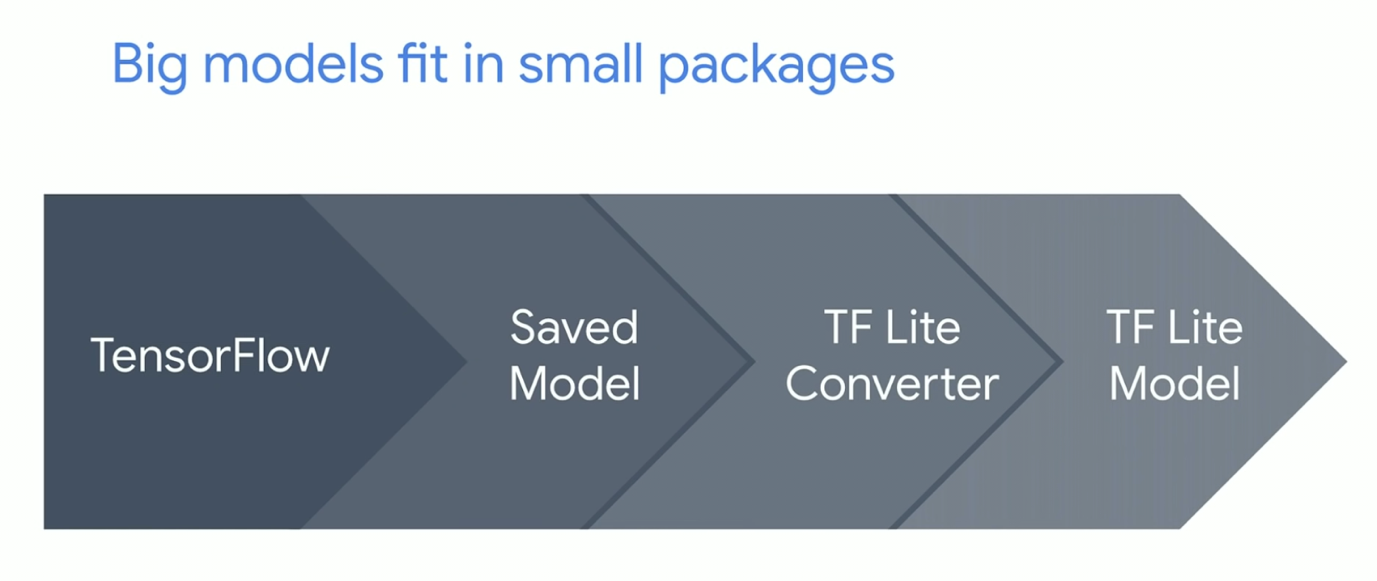 Big models fit in small packages
TensorFlow
Saved
Model
TF Lite
Converter
TF Lite
Model